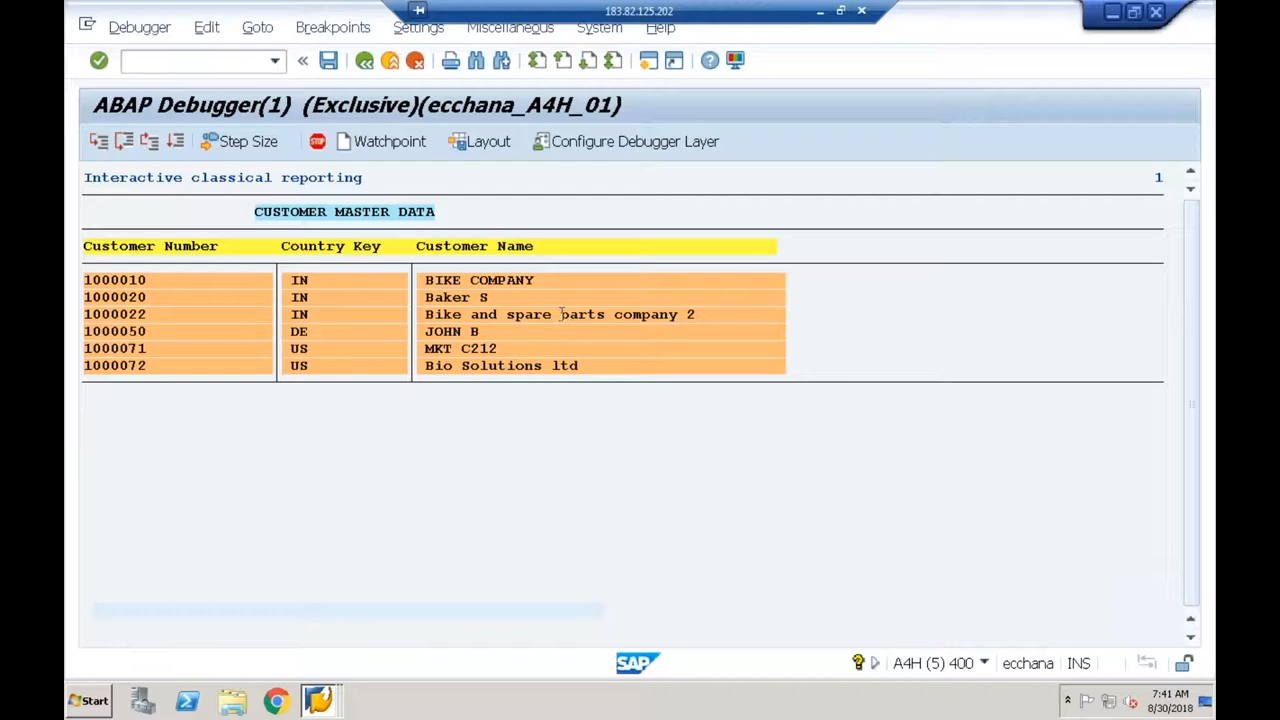 183.82.125.202
Debugger Edit Goto Breakpoints Settings Miscellaneous System Help
ABAP Debugger(1) (Exclusive)(ecchana_A4H_01)
Step Size STOP Watchpoint Layout Configure Debugger Layer
Interactive classical reporting 1
CUSTOMER MASTER DATA
Customer Number Country Key Customer Name
1000010 IN BIKE COMPANY
1000020 IN Baker S
1000022 IN Bike and spare parts company 2
1000050 DE JOHN B
1000071 US MKT C212
1000072 US Bio Solutions ltd
SAP A4H (5) 400 ecchana INS
Start 7:41 AM
8/30/2018